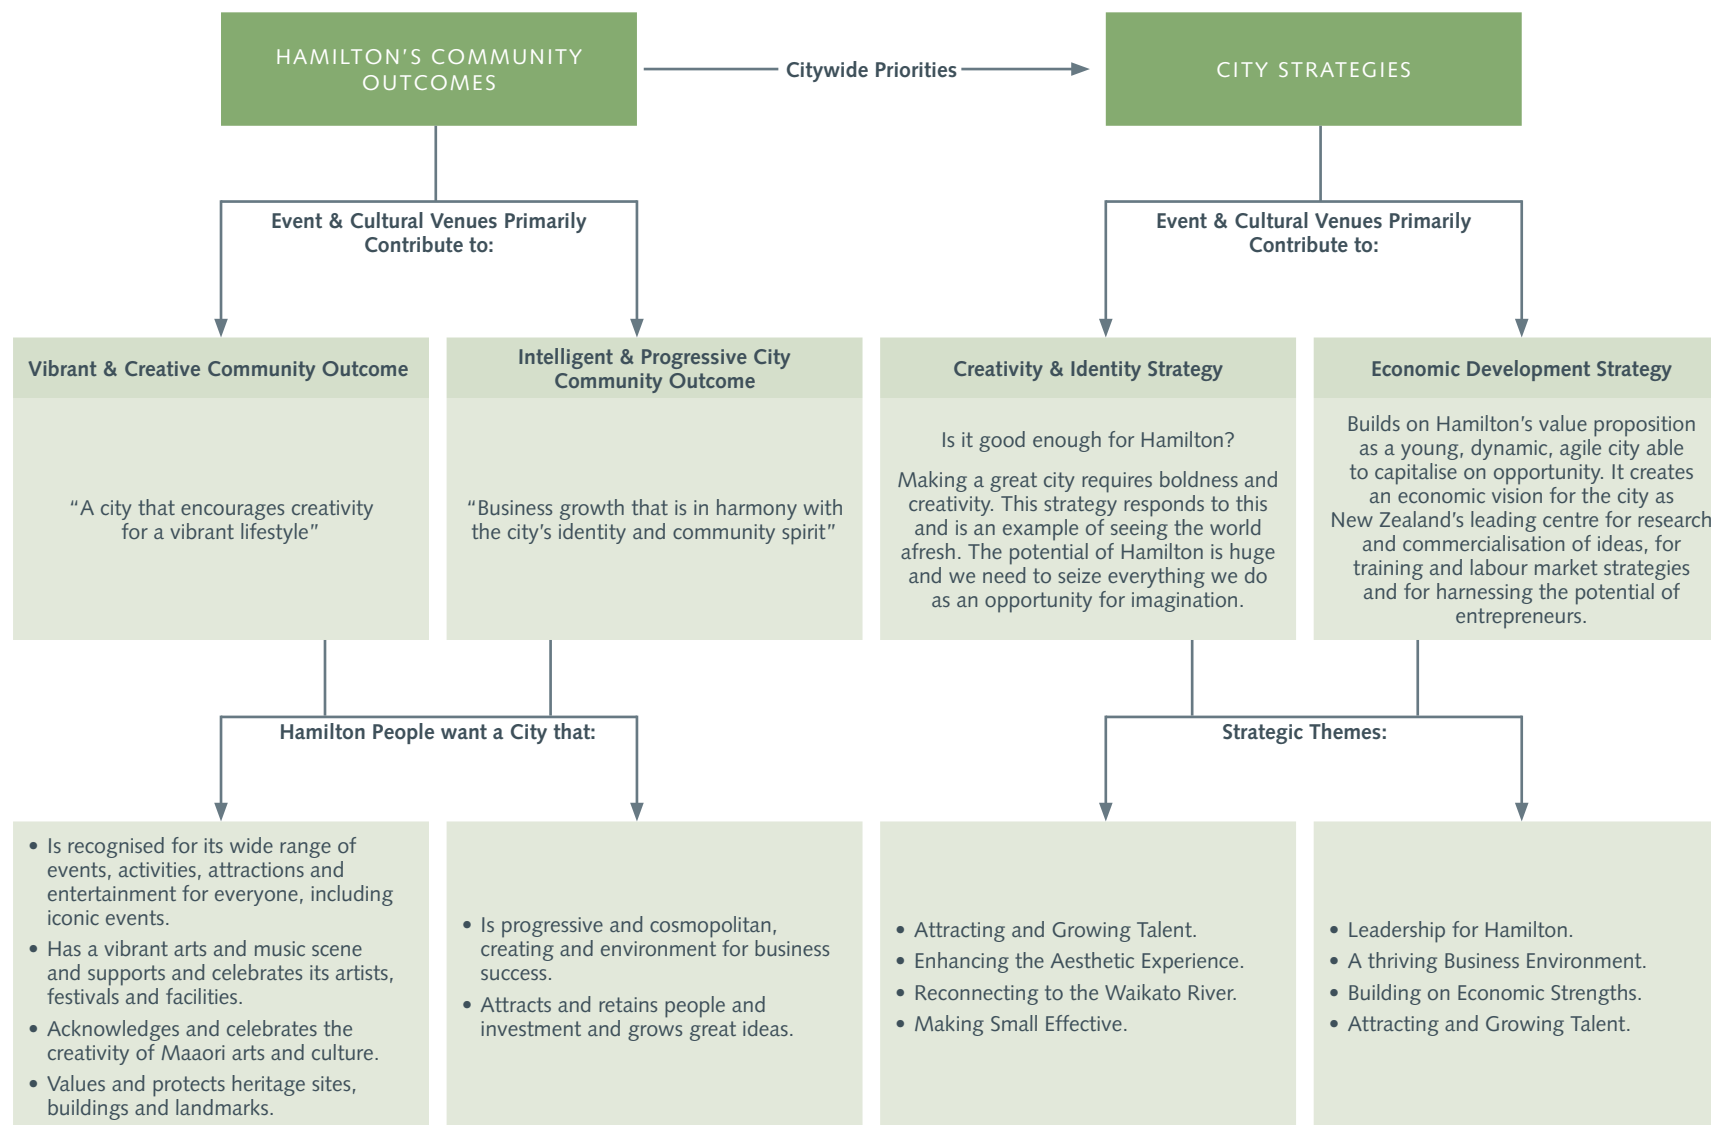 HAMILTON'S COMMUNITY
OUTCOMES
Citywide Priorities
CITY STRATEGIES
Event & Cultural Venues Primarily
Contribute to:
Event & Cultural Venues Primarily
Contribute to:
Vibrant & Creative Community Outcome
“A city that encourages creativity
for a vibrant lifestyle”
Intelligent & Progressive City
Community Outcome
“Business growth that is in harmony with
the city’s identity and community spirit”
Creativity & Identity Strategy
Is it good enough for Hamilton?
Making a great city requires boldness and
creativity. This strategy responds to this
and is an example of seeing the world
afresh. The potential of Hamilton is huge
and we need to seize everything we do
as an opportunity for imagination.
Economic Development Strategy
Builds on Hamilton’s value proposition
as a young, dynamic, agile city able
to capitalise on opportunity. It creates
an economic vision for the city as
New Zealand’s leading centre for research
and commercialisation of ideas, for
training and labour market strategies
and for harnessing the potential of
entrepreneurs.
Hamilton People want a City that:
Strategic Themes:
• Is recognised for its wide range of
events, activities, attractions and
entertainment for everyone, including
iconic events.
• Has a vibrant arts and music scene
and supports and celebrates its artists,
festivals and facilities.
• Acknowledges and celebrates the
creativity of Maaori arts and culture.
• Values and protects heritage sites,
buildings and landmarks.
• Is progressive and cosmopolitan,
creating and environment for business
success.
• Attracts and retains people and
investment and grows great ideas.
• Attracting and Growing Talent.
• Enhancing the Aesthetic Experience.
• Reconnecting to the Waikato River.
• Making Small Effective.
• Leadership for Hamilton.
• A thriving Business Environment.
• Building on Economic Strengths.
• Attracting and Growing Talent.